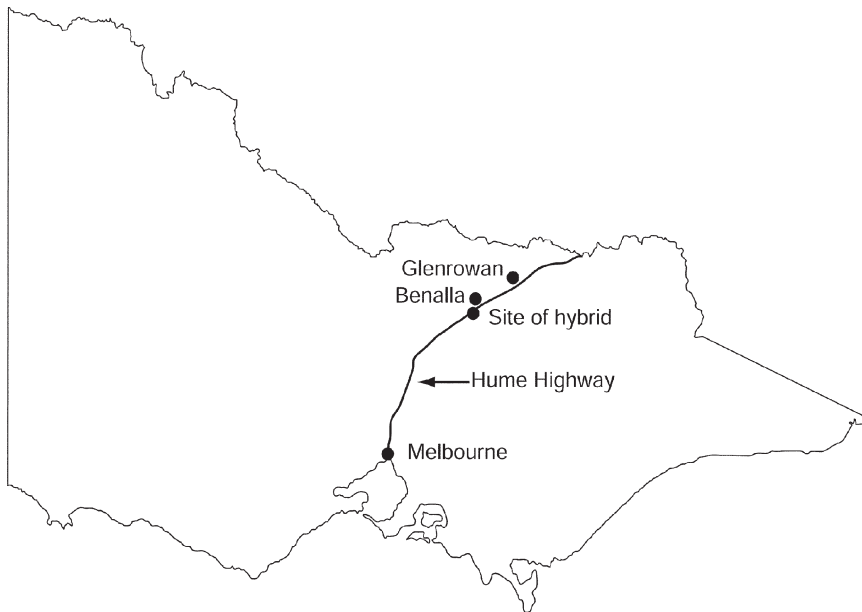 Glenrowan
Benalla
Site of hybrid
Hume Highway
Melbourne